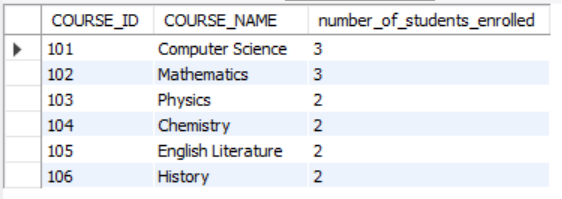 COURSE_ID COURSE_NAME number_of_students_enrolled
101 Computer Science 3
102 Mathematics 3
103 Physics 2
104 Chemistry 2
105 English Literature 2
106 History 2